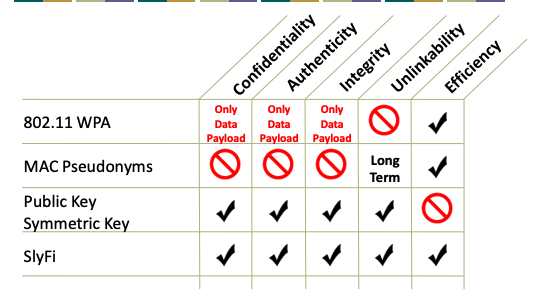 Confidentiality
Authenticity
Integrity
Unlinkability
Efficiency
802.11 WPA
Only Only Only
Data Data Data
Payload Payload Payload
MAC Pseudonyms
Long
Term
Public Key
Symmetric Key
SlyFi